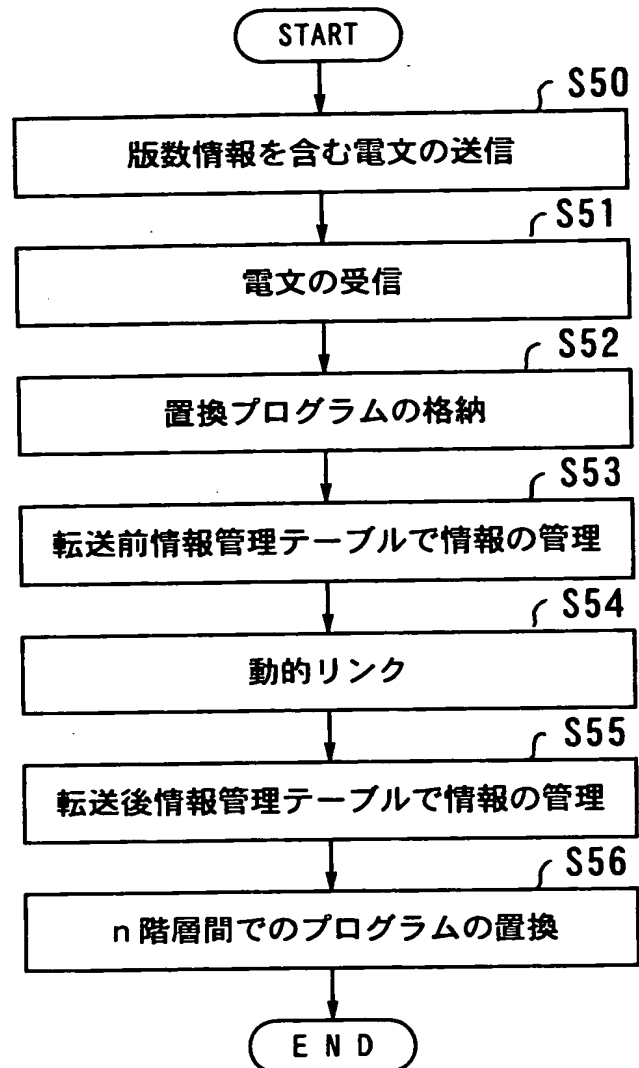 START
S50
版数情報を含む電文の送信
S51
電文の受信
S52
置換プログラムの格納
S53
転送前情報管理テーブルで情報の管理
S54
動的リンク
S55
転送後情報管理テーブルで情報の管理
S56
n階層間でのプログラムの置換
END